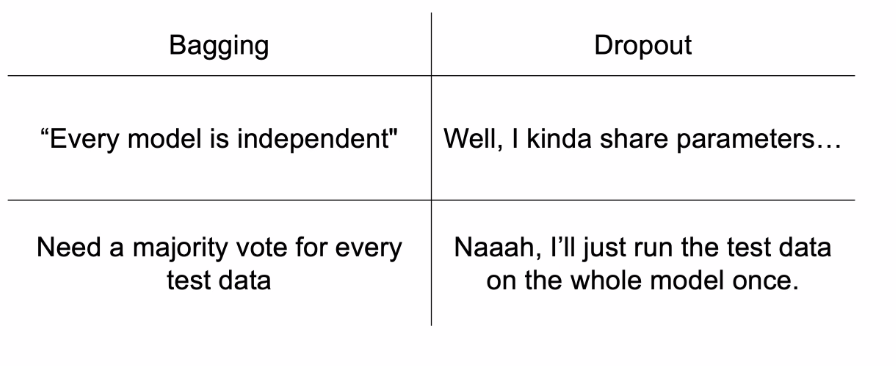 Bagging
Dropout
“Every model is independent"
Well, I kinda share parameters…
Need a majority vote for every
test data
Naaah, I’ll just run the test data
on the whole model once.